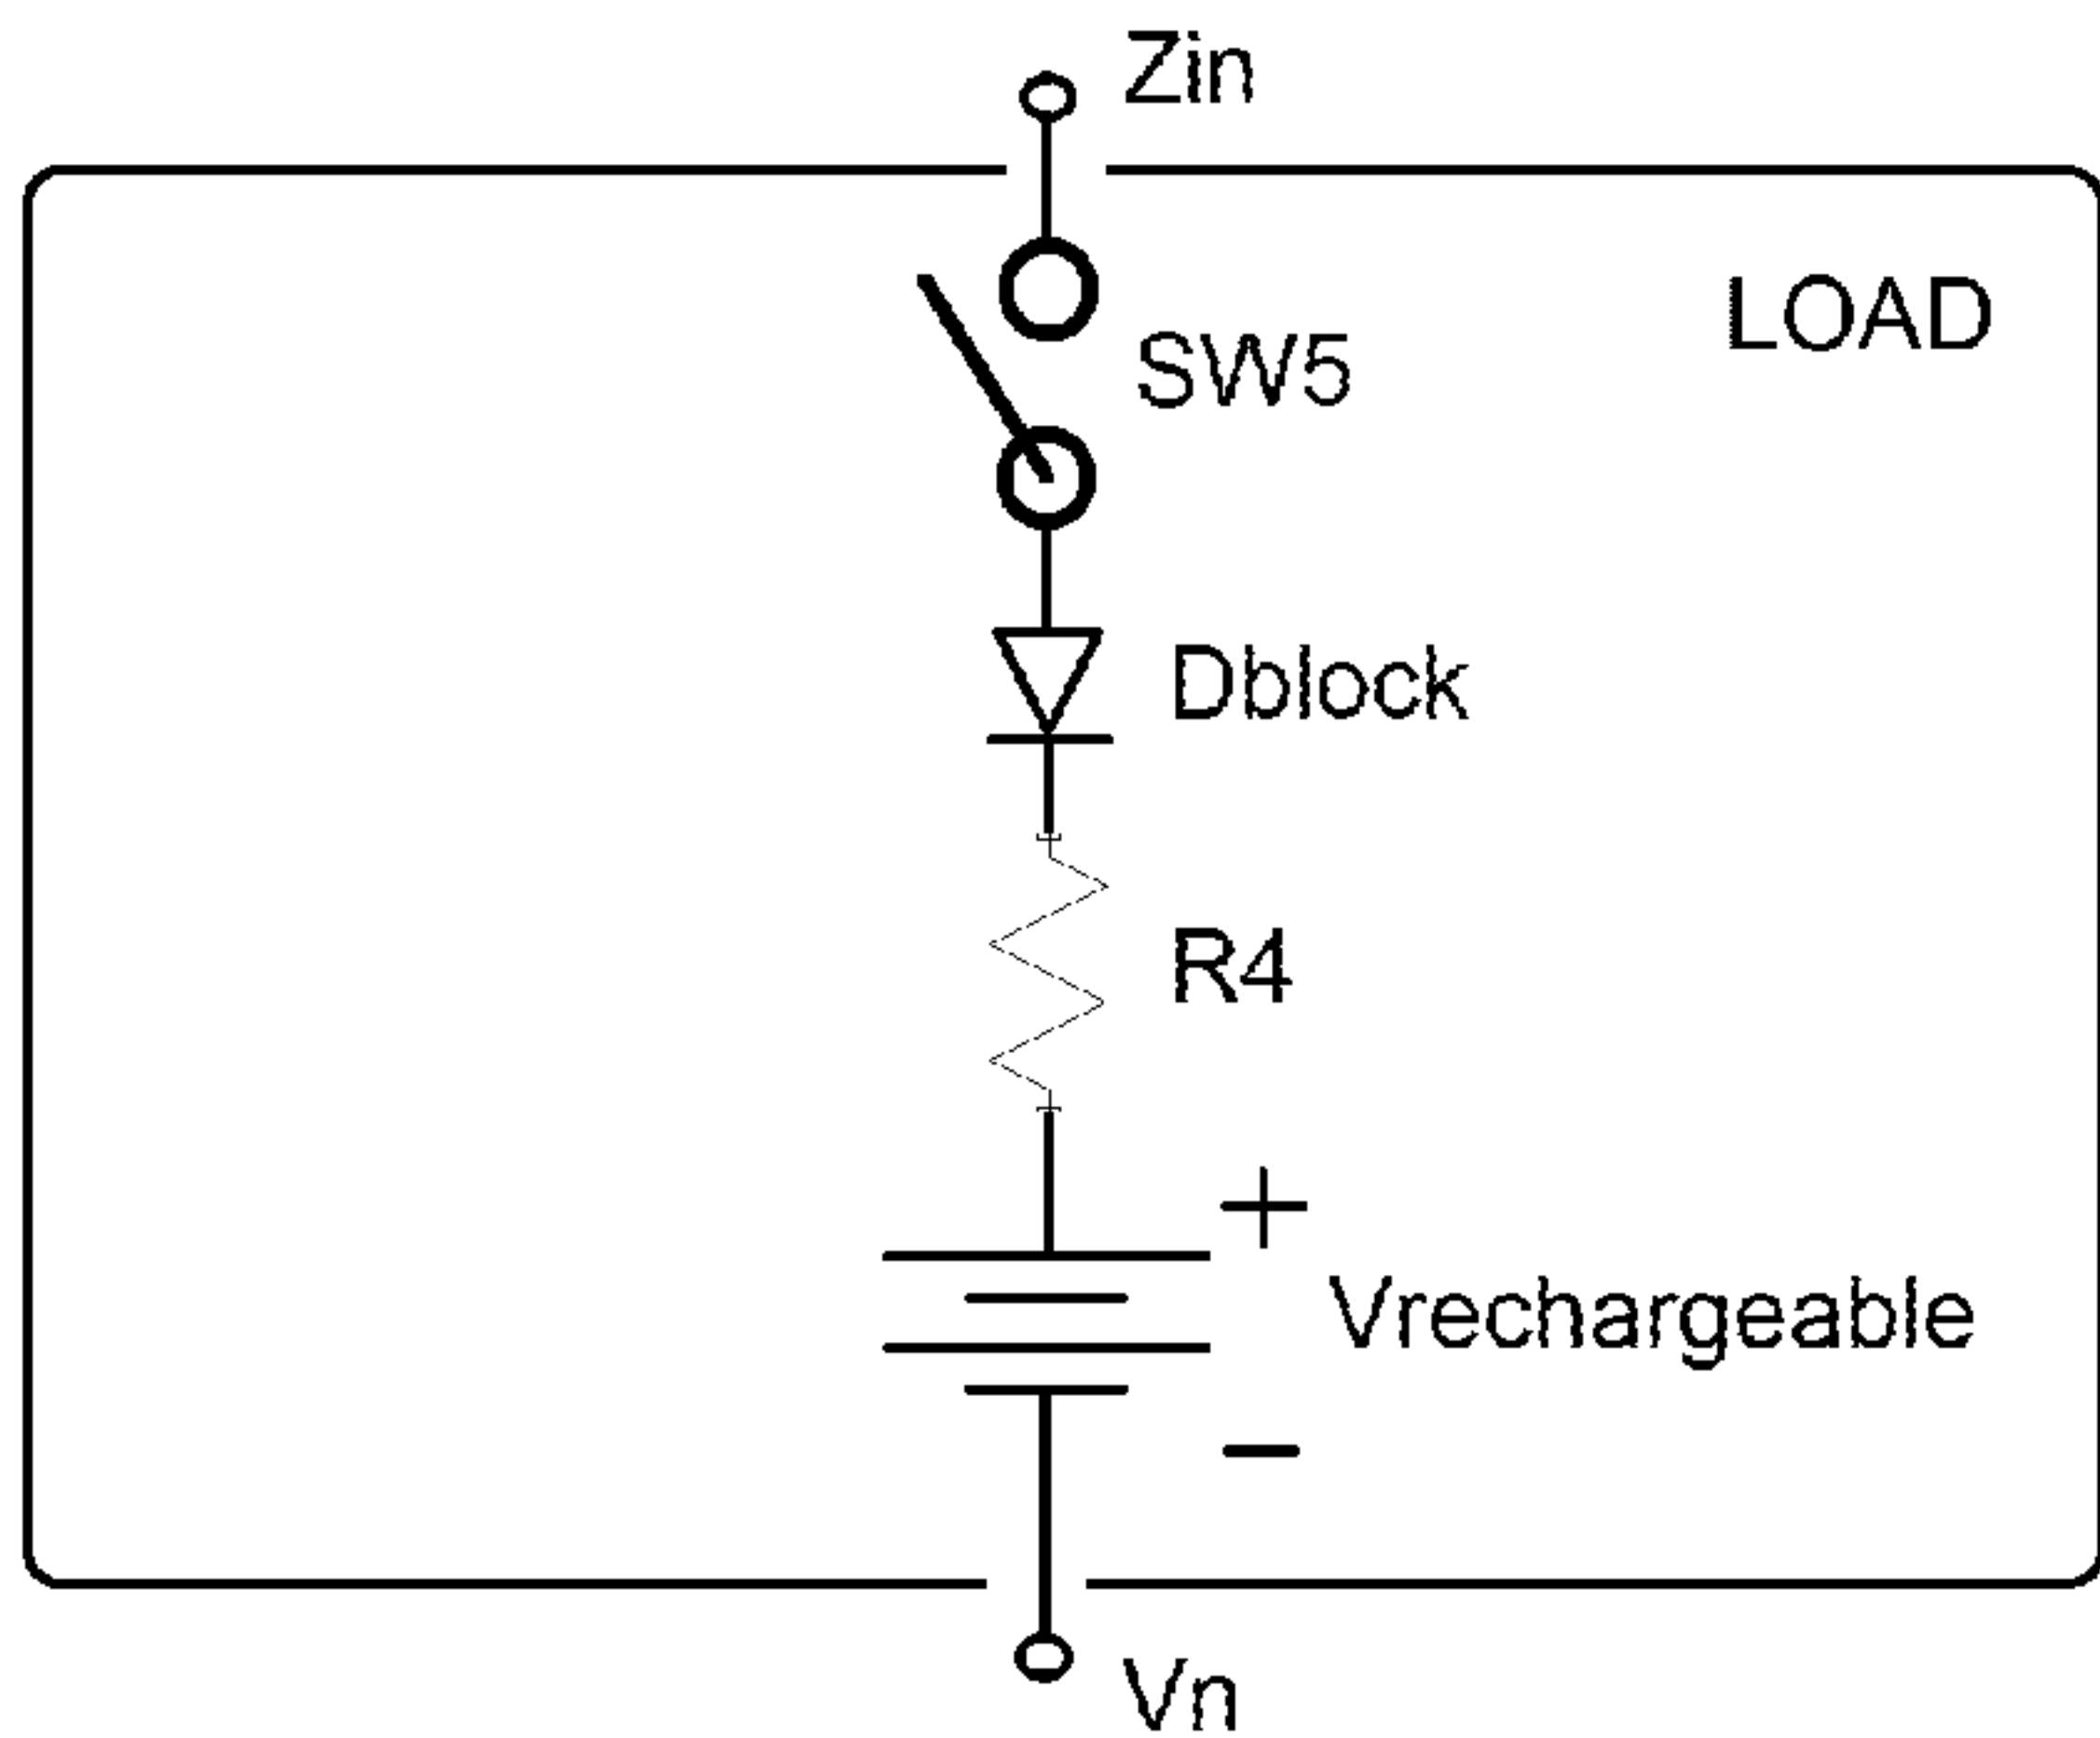 Zin
LOAD
SW5
Dblock
R4
+
Vrechargeable
−
Vn